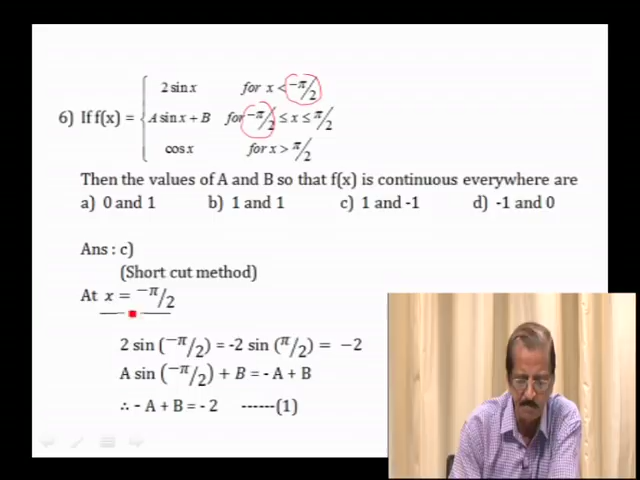 6) If f(x) = { 2 sin x for x < −π/2
A sin x + B for −π/2 ≤ x ≤ π/2
cos x for x > π/2
Then the values of A and B so that f(x) is continuous everywhere are
a) 0 and 1 b) 1 and 1 c) 1 and -1 d) -1 and 0
Ans : c)
(Short cut method)
At x = −π/2
2 sin (−π/2) = -2 sin (π/2) = −2
A sin (−π/2) + B = - A + B
∴ - A + B = - 2 ------(1)